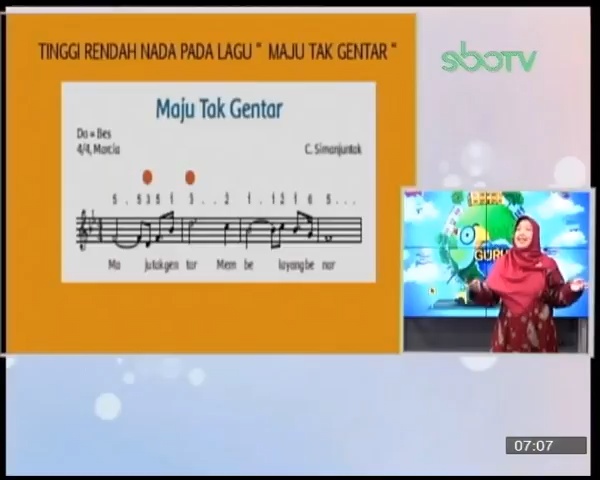 TINGGI RENDAH NADA PADA LAGU " MAJU TAK GENTAR "
sboTV
Maju Tak Gentar
Do = Bes
4/4, Marcia
C. Simanjuntak
5 . 5 3 5 1 3 . . . 2 1 . 1 2 1 6 5 . . .
Ma ju tak gen tar Mem be la yang be nar
GURU
07:07